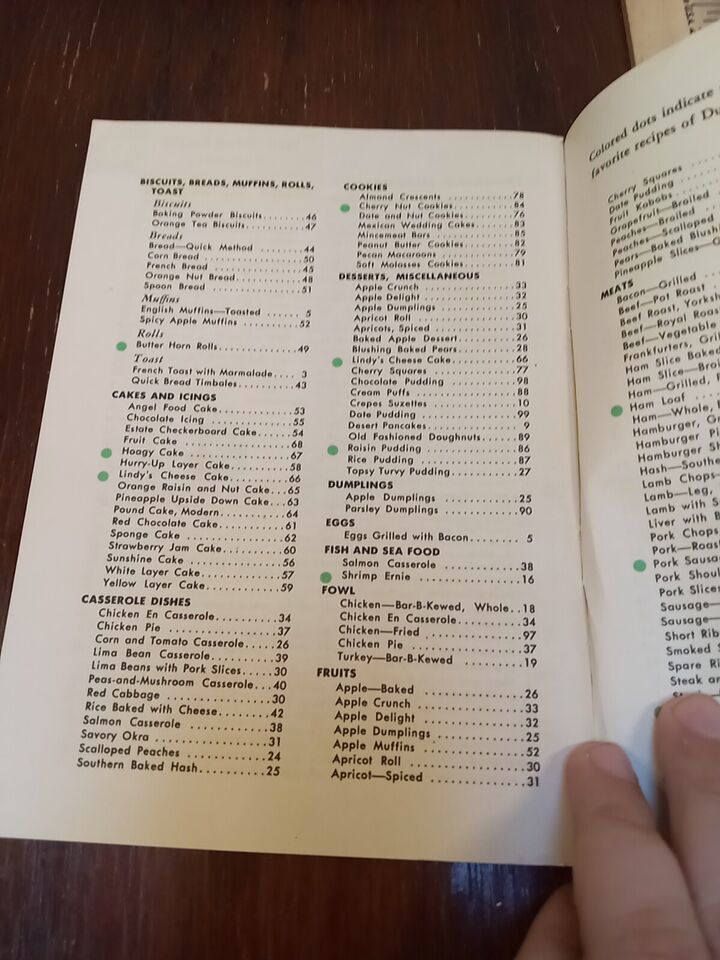 BISCUITS, BREADS, MUFFINS, ROLLS,
TOAST
Biscuits
Baking Powder Biscuits........46
Orange Tea Biscuits.........47
Breads
Bread—Quick Method ........44
Corn Bread ...............50
French Bread .............45
Orange Nut Bread..........48
Spoon Bread ..............51
Muffins
English Muffins—Toasted .... 5
Spicy Apple Muffins ........52
Rolls
Butter Horn Rolls............49
Toast
French Toast with Marmalade.... 3
Quick Bread Timbales.........43
CAKES AND ICINGS
Angel Food Cake............53
Chocolate Icing ............55
Estate Checkerboard Cake......54
Fruit Cake ................68
Hoagy Cake ...............67
Hurry-Up Layer Cake.........58
Lindy's Cheese Cake..........66
Orange Raisin and Nut Cake...65
Pineapple Upside Down Cake...63
Pound Cake, Modern.........64
Red Chocolate Cake..........61
Sponge Cake ..............62
Strawberry Jam Cake.........60
Sunshine Cake .............56
White Layer Cake...........57
Yellow Layer Cake..........59
CASSEROLE DISHES
Chicken En Casserole..........34
Chicken Pie ................37
Corn and Tomato Casserole.....26
Lima Bean Casserole..........39
Lima Beans with Pork Slices.....30
Peas-and-Mushroom Casserole...40
Red Cabbage ..............30
Rice Baked with Cheese........42
Salmon Casserole ...........38
Savory Okra ..............31
Scalloped Peaches ...........24
Southern Baked Hash..........25
COOKIES
Almond Crescents ...........78
Cherry Nut Cookies..........84
Date and Nut Cookies........76
Mexican Wedding Cakes.......83
Mincemeat Bars ............85
Peanut Butter Cookies ........82
Pecan Macaroons ...........79
Soft Molasses Cookies ........81
DESSERTS, MISCELLANEOUS
Apple Crunch ..............33
Apple Delight ..............32
Apple Dumplings ............25
Apricot Roll ...............30
Apricots, Spiced ............31
Baked Apple Dessert..........26
Blushing Baked Pears.........28
Lindy's Cheese Cake..........66
Cherry Squares .............77
Chocolate Pudding ..........98
Cream Puffs ...............88
Crepes Suzettes ............10
Date Pudding ..............99
Desert Pancakes............. 9
Old Fashioned Doughnuts......89
Raisin Pudding .............86
Rice Pudding ..............87
Topsy Turvy Pudding.........27
DUMPLINGS
Apple Dumplings ...........25
Parsley Dumplings ...........90
EGGS
Eggs Grilled with Bacon....... 5
FISH AND SEA FOOD
Salmon Casserole ...........38
Shrimp Ernie ..............16
FOWL
Chicken—Bar-B-Kewed, Whole..18
Chicken En Casserole..........34
Chicken—Fried .............97
Chicken Pie ...............37
Turkey—Bar-B-Kewed ........19
FRUITS
Apple—Baked ..............26
Apple Crunch ..............33
Apple Delight ..............32
Apple Dumplings ...........25
Apple Muffins .............52
Apricot Roll ...............30
Apricot—Spiced ............31
Colored dots indicate
favorite recipes of Du
Cherry Squares
Date Pudding
Fruit Kabobs
Grapefruit—Broiled
Peaches—Broiled
Peaches—Scalloped
Pears—Baked Blush
Pineapple Slices—
MEATS
Bacon—Grilled
Beef—Pot Roast
Beef Roast, Yorksh
Beef—Royal Roas
Beef—Vegetable
Frankfurters, Gril
Ham Slice Baked
Ham Slice—Broi
Ham—Grilled,
Ham Loaf
Ham—Whole,
Hamburger, Gr
Hamburger
Hamburger Pi
Hash—Southe
Lamb Chops—
Lamb—Leg,
Lamb with S
Liver with B
Pork Chops
Pork—Roas
Pork Sausa
Pork Shoul
Pork Slices
Sausage—
Sausage—
Short Rib
Smoked S
Spare Ri
Steak an